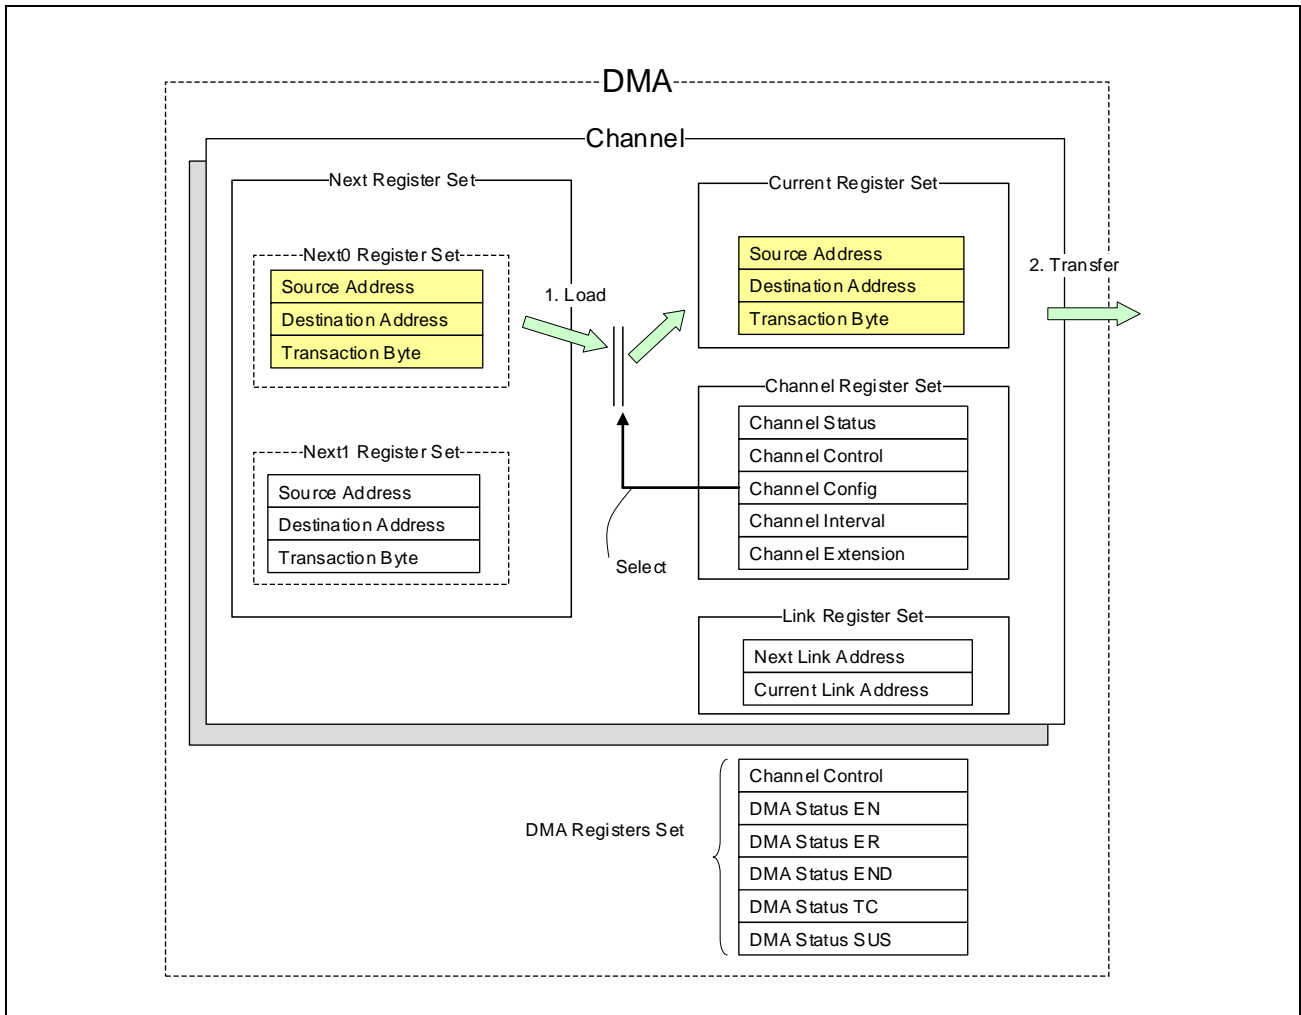 DMA
Channel
Next Register Set
Next0 Register Set
Source Address
Destination Address
Transaction Byte
Next1 Register Set
Source Address
Destination Address
Transaction Byte
1. Load
Select
Current Register Set
Source Address
Destination Address
Transaction Byte
2. Transfer
Channel Register Set
Channel Status
Channel Control
Channel Config
Channel Interval
Channel Extension
Link Register Set
Next Link Address
Current Link Address
DMA Registers Set
Channel Control
DMA Status EN
DMA Status ER
DMA Status END
DMA Status TC
DMA Status SUS